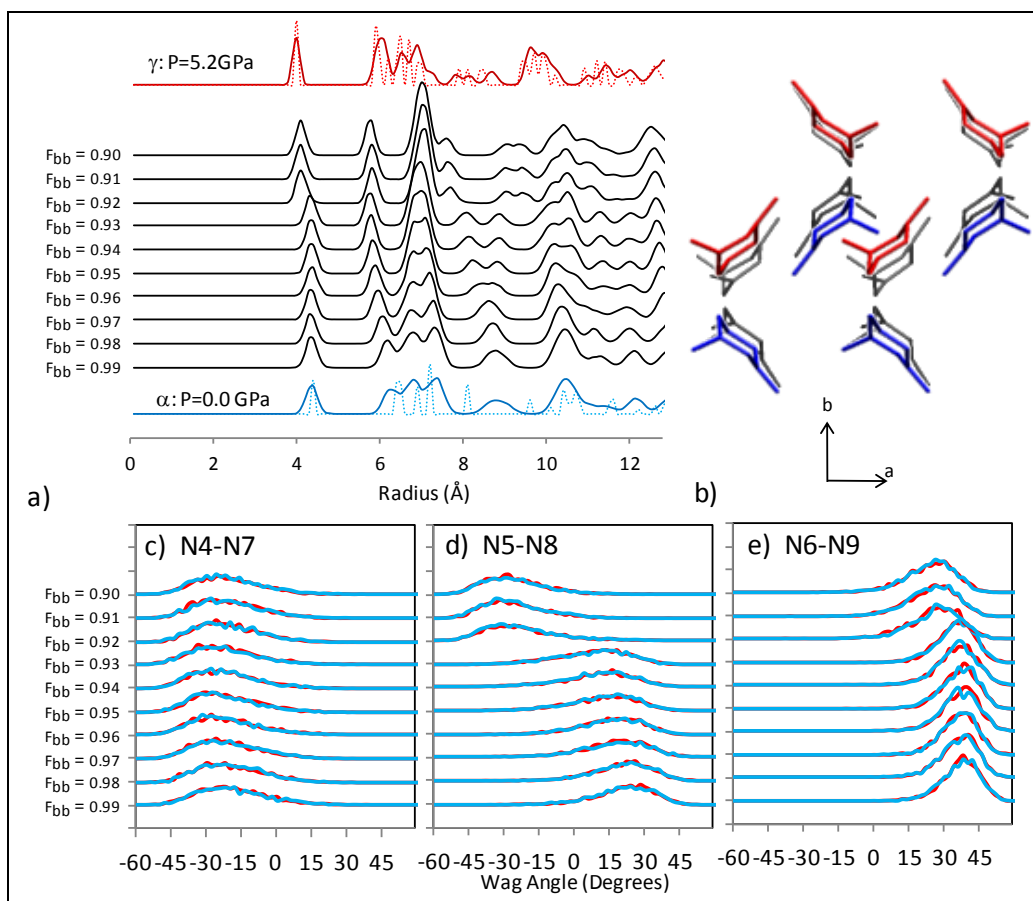 a)
γ: P=5.2GPa
F_bb = 0.90
F_bb = 0.91
F_bb = 0.92
F_bb = 0.93
F_bb = 0.94
F_bb = 0.95
F_bb = 0.96
F_bb = 0.97
F_bb = 0.98
F_bb = 0.99
α: P=0.0 GPa
0 2 4 6 8 10 12
Radius (Å)
a)
b
a
b)
c) N4-N7
d) N5-N8
e) N6-N9
F_bb = 0.90
F_bb = 0.91
F_bb = 0.92
F_bb = 0.93
F_bb = 0.94
F_bb = 0.95
F_bb = 0.96
F_bb = 0.97
F_bb = 0.98
F_bb = 0.99
-60 -45 -30 -15 0 15 30 45 -60 -45 -30 -15 0 15 30 45 -60 -45 -30 -15 0 15 30 45
Wag Angle (Degrees)